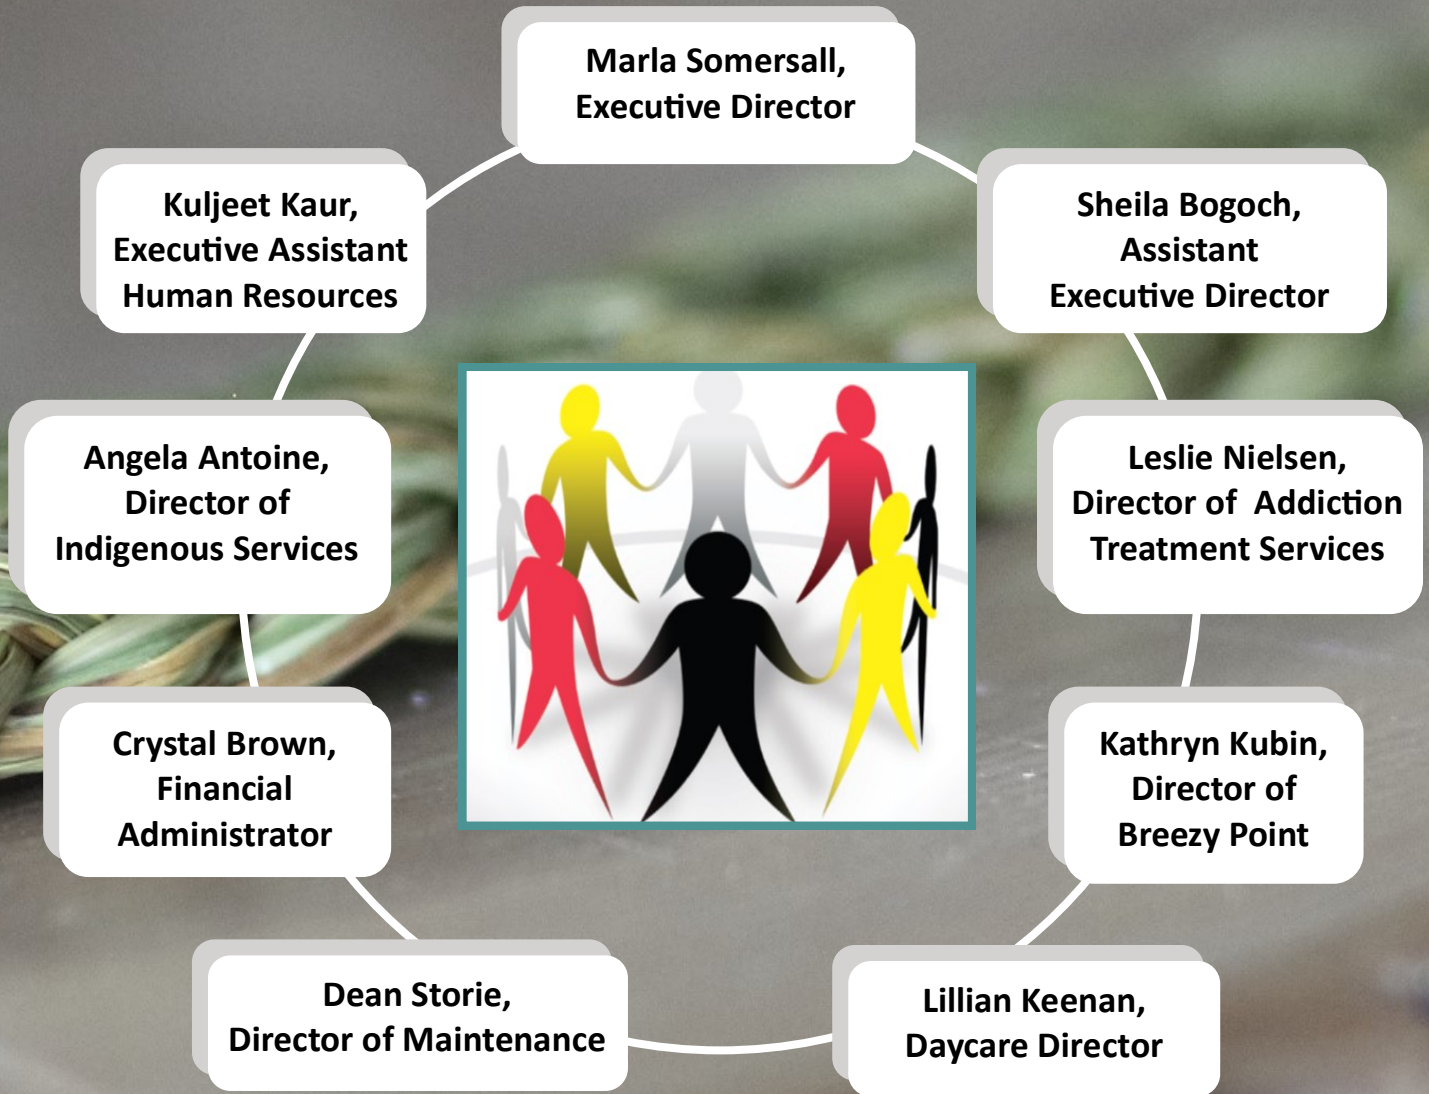 Marla Somersall,
Executive Director
Sheila Bogoch,
Assistant
Executive Director
Leslie Nielsen,
Director of  Addiction
Treatment Services
Kathryn Kubin,
Director of
Breezy Point
Lillian Keenan,
Daycare Director
Dean Storie,
Director of Maintenance
Crystal Brown,
Financial
Administrator
Angela Antoine,
Director of
Indigenous Services
Kuljeet Kaur,
Executive Assistant
Human Resources